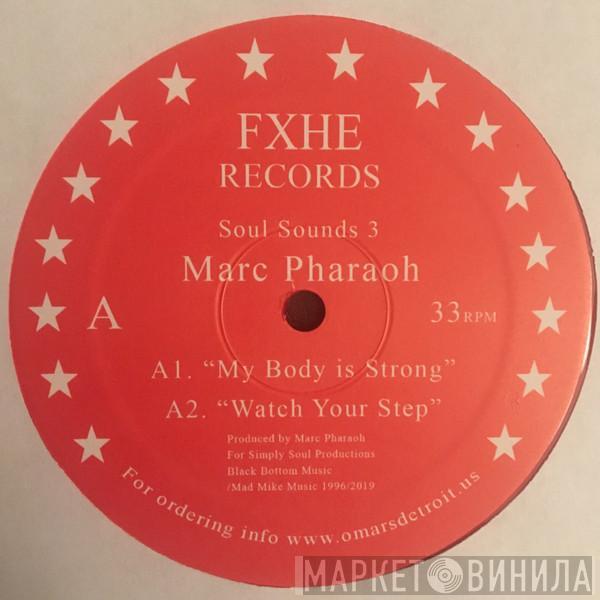 FXHE
RECORDS
Soul Sounds 3
Marc Pharaoh
A
33RPM
A1. “My Body is Strong”
A2. “Watch Your Step”
Produced by Marc Pharaoh
For Simply Soul Productions
Black Bottom Music
/Mad Mike Music 1996/2019
For ordering info www.omarsdetroit.us
МАРКЕТ ВИНИЛА